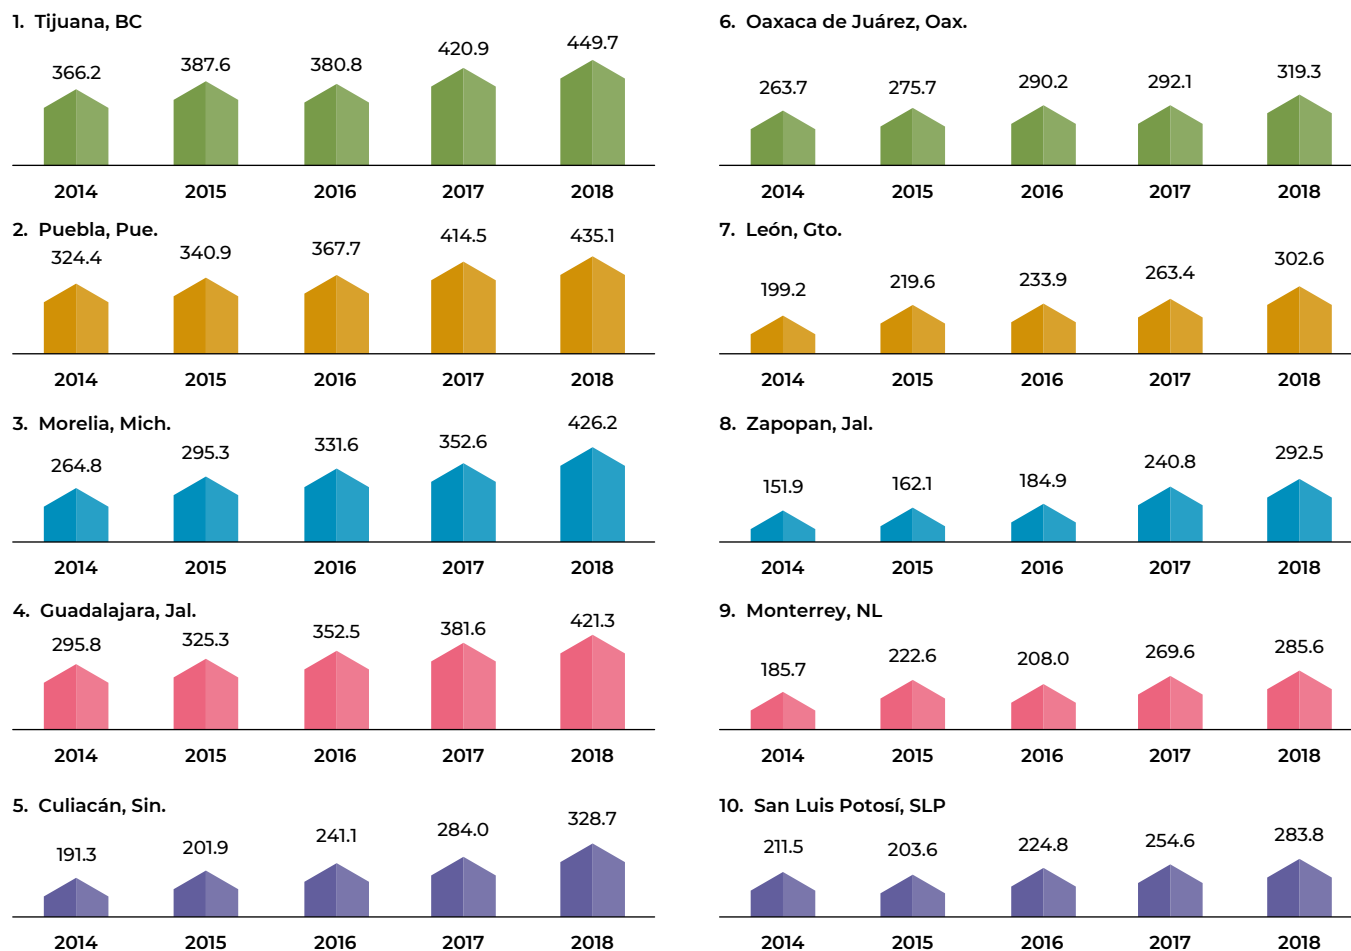 1. Tijuana, BC
366.2 387.6 380.8 420.9 449.7
2014 2015 2016 2017 2018
2. Puebla, Pue.
324.4 340.9 367.7 414.5 435.1
2014 2015 2016 2017 2018
3. Morelia, Mich.
264.8 295.3 331.6 352.6 426.2
2014 2015 2016 2017 2018
4. Guadalajara, Jal.
295.8 325.3 352.5 381.6 421.3
2014 2015 2016 2017 2018
5. Culiacán, Sin.
191.3 201.9 241.1 284.0 328.7
2014 2015 2016 2017 2018
6. Oaxaca de Juárez, Oax.
263.7 275.7 290.2 292.1 319.3
2014 2015 2016 2017 2018
7. León, Gto.
199.2 219.6 233.9 263.4 302.6
2014 2015 2016 2017 2018
8. Zapopan, Jal.
151.9 162.1 184.9 240.8 292.5
2014 2015 2016 2017 2018
9. Monterrey, NL
185.7 222.6 208.0 269.6 285.6
2014 2015 2016 2017 2018
10. San Luis Potosí, SLP
211.5 203.6 224.8 254.6 283.8
2014 2015 2016 2017 2018